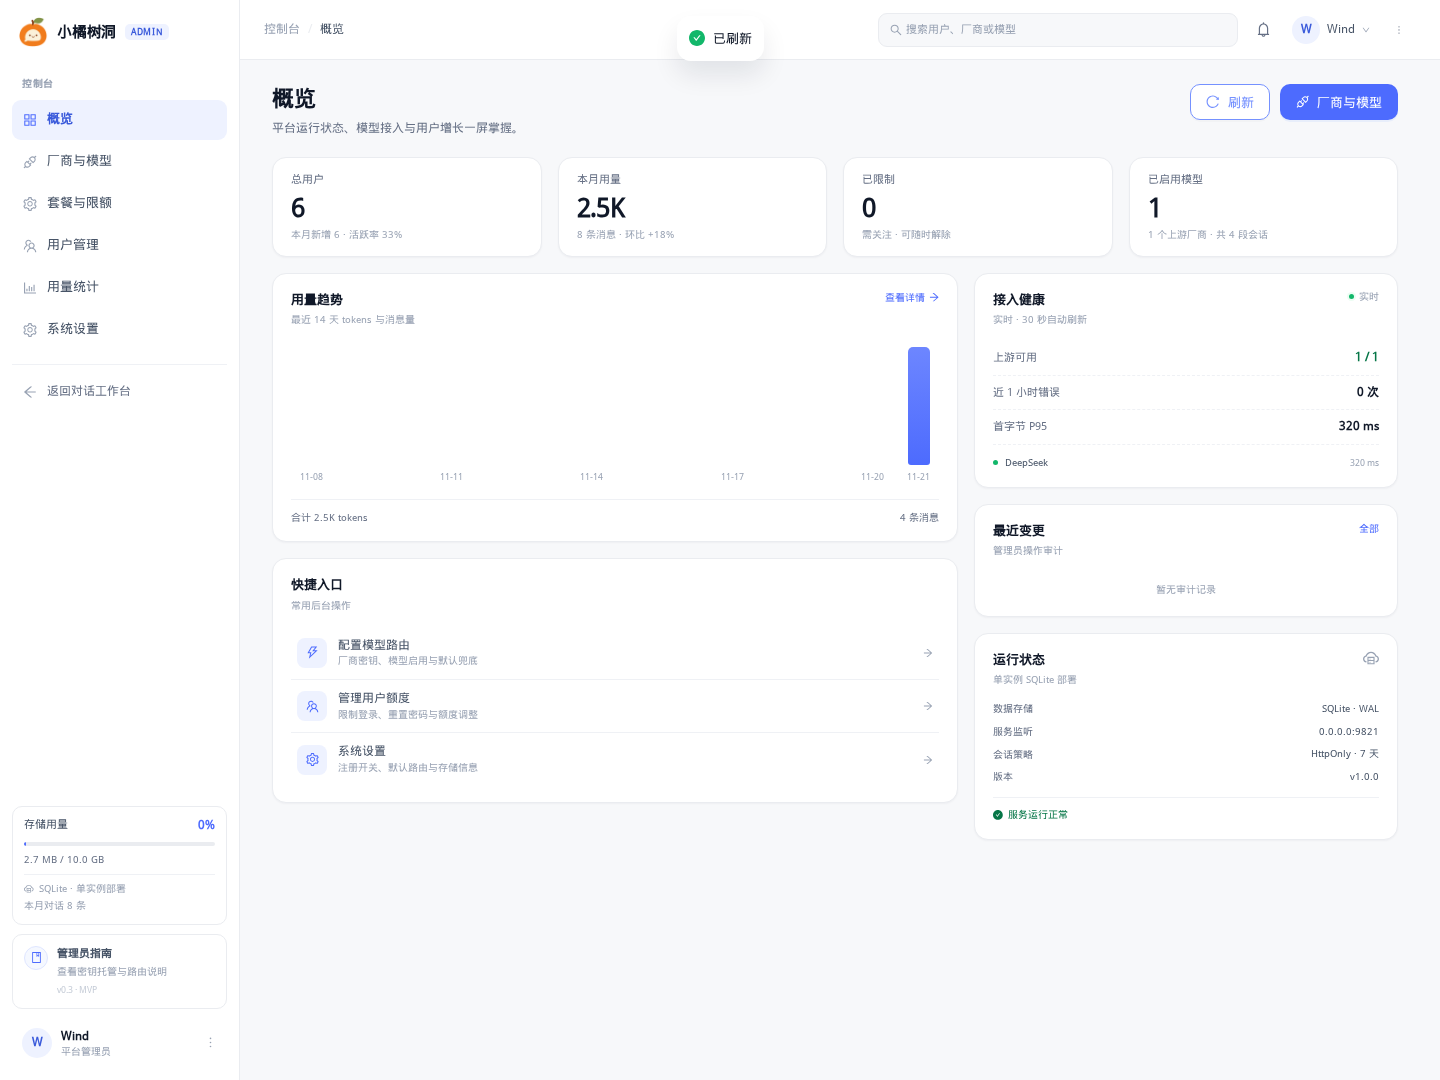 小橘树洞 ADMIN
控制台
概览
厂商与模型
套餐与限额
用户管理
用量统计
系统设置
返回对话工作台
存储用量 0%
2.7 MB / 10.0 GB
SQLite · 单实例部署
本月对话 8 条
管理员指南
查看密钥托管与路由说明
v0.3 · MVP
W Wind
平台管理员
控制台 / 概览
已刷新
搜索用户、厂商或模型
W Wind
概览
平台运行状态、模型接入与用户增长一屏掌握。
刷新
厂商与模型
总用户
6
本月新增 6 · 活跃率 33%
本月用量
2.5K
8 条消息 · 环比 +18%
已限制
0
需关注 · 可随时解除
已启用模型
1
1 个上游厂商 · 共 4 段会话
用量趋势 查看详情
最近 14 天 tokens 与消息量
11-08 11-11 11-14 11-17 11-20 11-21
合计 2.5K tokens 4 条消息
快捷入口
常用后台操作
配置模型路由
厂商密钥、模型启用与默认兜底
管理用户额度
限制登录、重置密码与额度调整
系统设置
注册开关、默认路由与存储信息
接入健康 实时
实时 · 30 秒自动刷新
上游可用 1 / 1
近 1 小时错误 0 次
首字节 P95 320 ms
DeepSeek 320 ms
最近变更 全部
管理员操作审计
暂无审计记录
运行状态
单实例 SQLite 部署
数据存储 SQLite · WAL
服务监听 0.0.0.0:9821
会话策略 HttpOnly · 7 天
版本 v1.0.0
服务运行正常